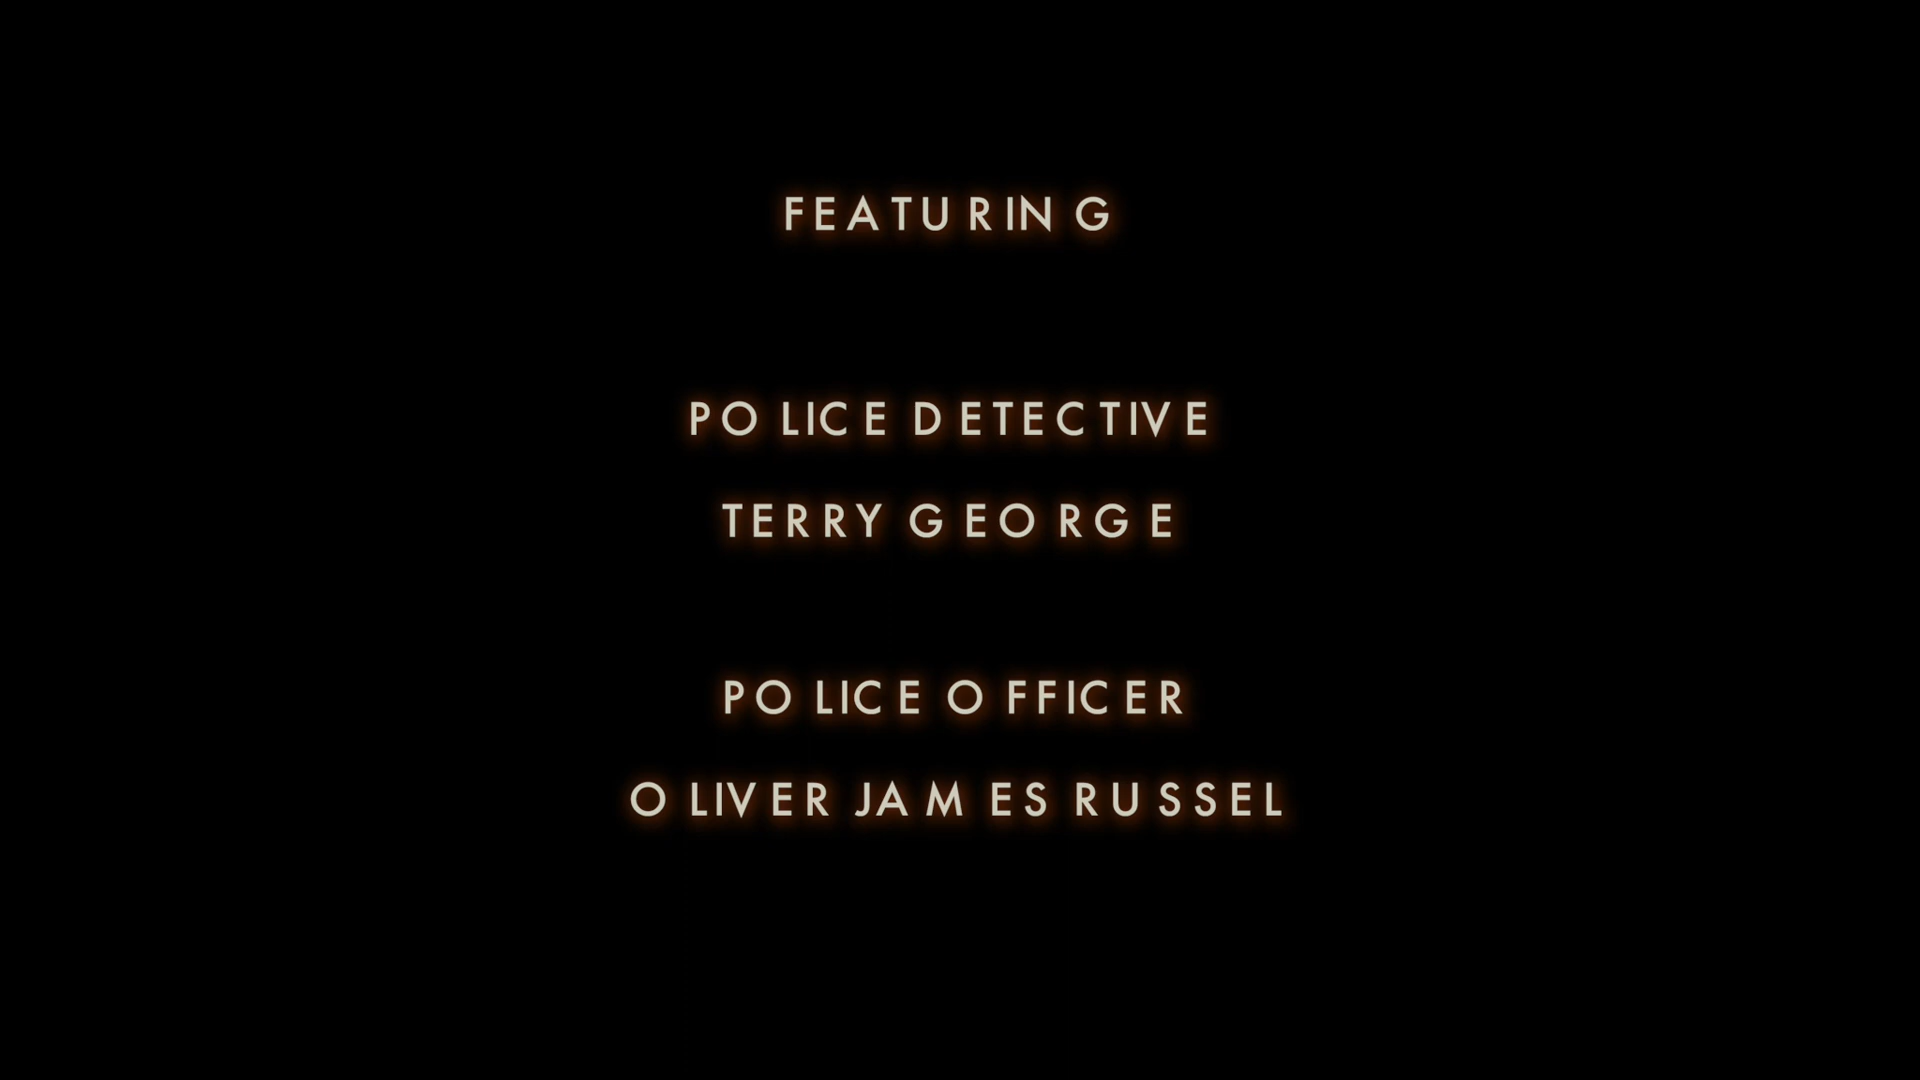 FEATURING
POLICE DETECTIVE
TERRY GEORGE
POLICE OFFICER
OLIVER JAMES RUSSEL